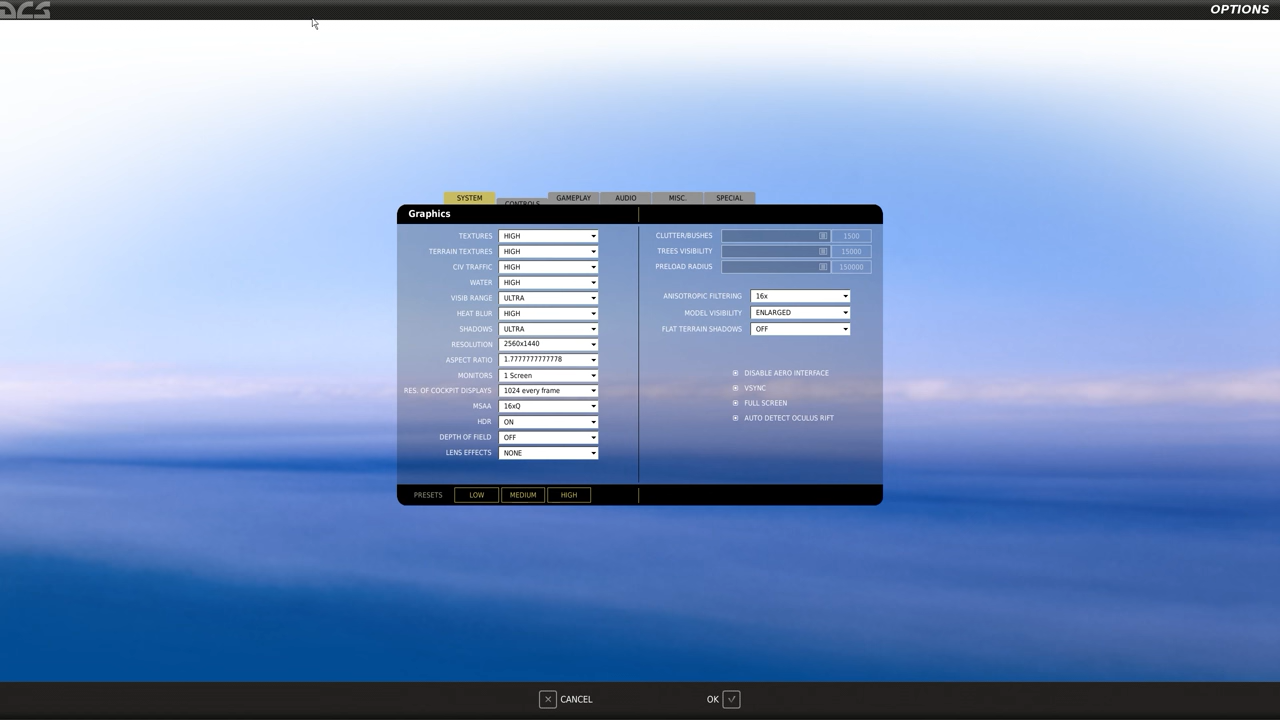 DCS
OPTIONS
SYSTEM
CONTROLS
GAMEPLAY
AUDIO
MISC.
SPECIAL
Graphics
TEXTURES HIGH
TERRAIN TEXTURES HIGH
CIV TRAFFIC HIGH
WATER HIGH
VISIB RANGE ULTRA
HEAT BLUR HIGH
SHADOWS ULTRA
RESOLUTION 2560x1440
ASPECT RATIO 1.7777777777778
MONITORS 1 Screen
RES. OF COCKPIT DISPLAYS 1024 every frame
MSAA 16xQ
HDR ON
DEPTH OF FIELD OFF
LENS EFFECTS NONE
CLUTTER/BUSHES 1500
TREES VISIBILITY 15000
PRELOAD RADIUS 150000
ANISOTROPIC FILTERING 16x
MODEL VISIBILITY ENLARGED
FLAT TERRAIN SHADOWS OFF
DISABLE AERO INTERFACE
VSYNC
FULL SCREEN
AUTO DETECT OCULUS RIFT
PRESETS LOW MEDIUM HIGH
CANCEL
OK